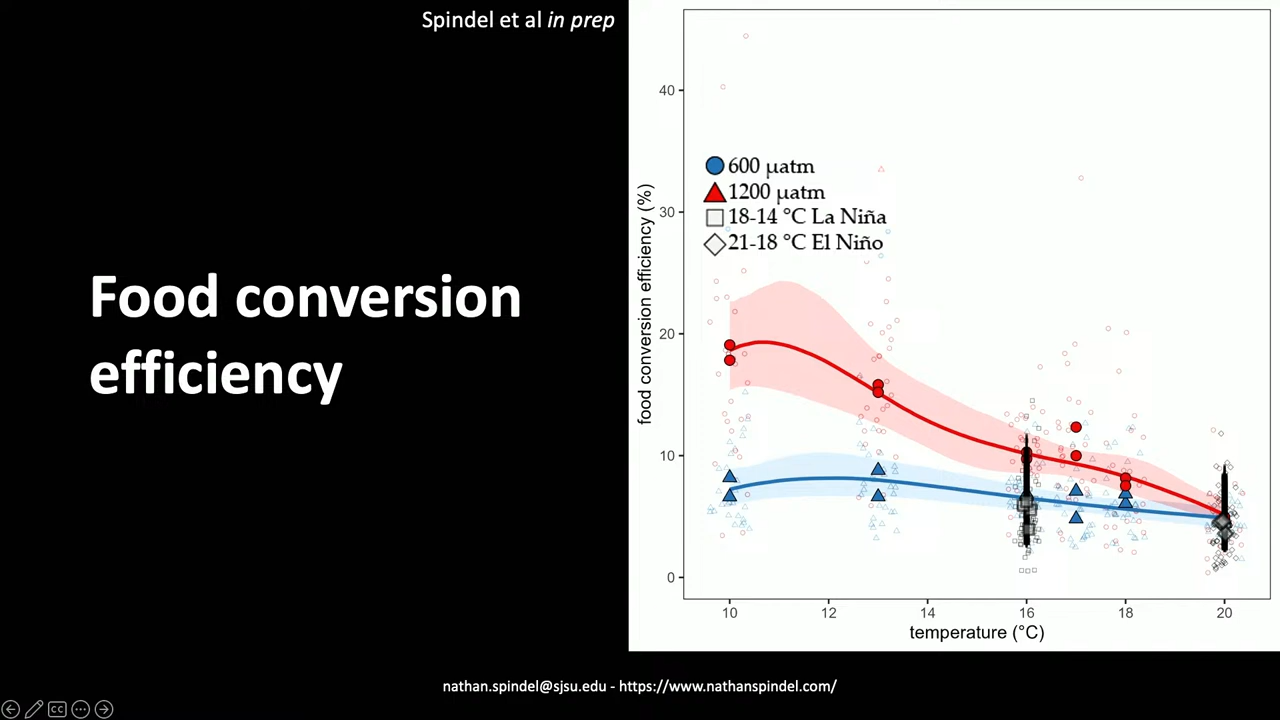 Spindel et al in prep
Food conversion
efficiency
food conversion efficiency (%)
40
30
20
10
0
600 µatm
1200 µatm
18-14 °C La Niña
21-18 °C El Niño
10 12 14 16 18 20
temperature (°C)
nathan.spindel@sjsu.edu - https://www.nathanspindel.com/
CC